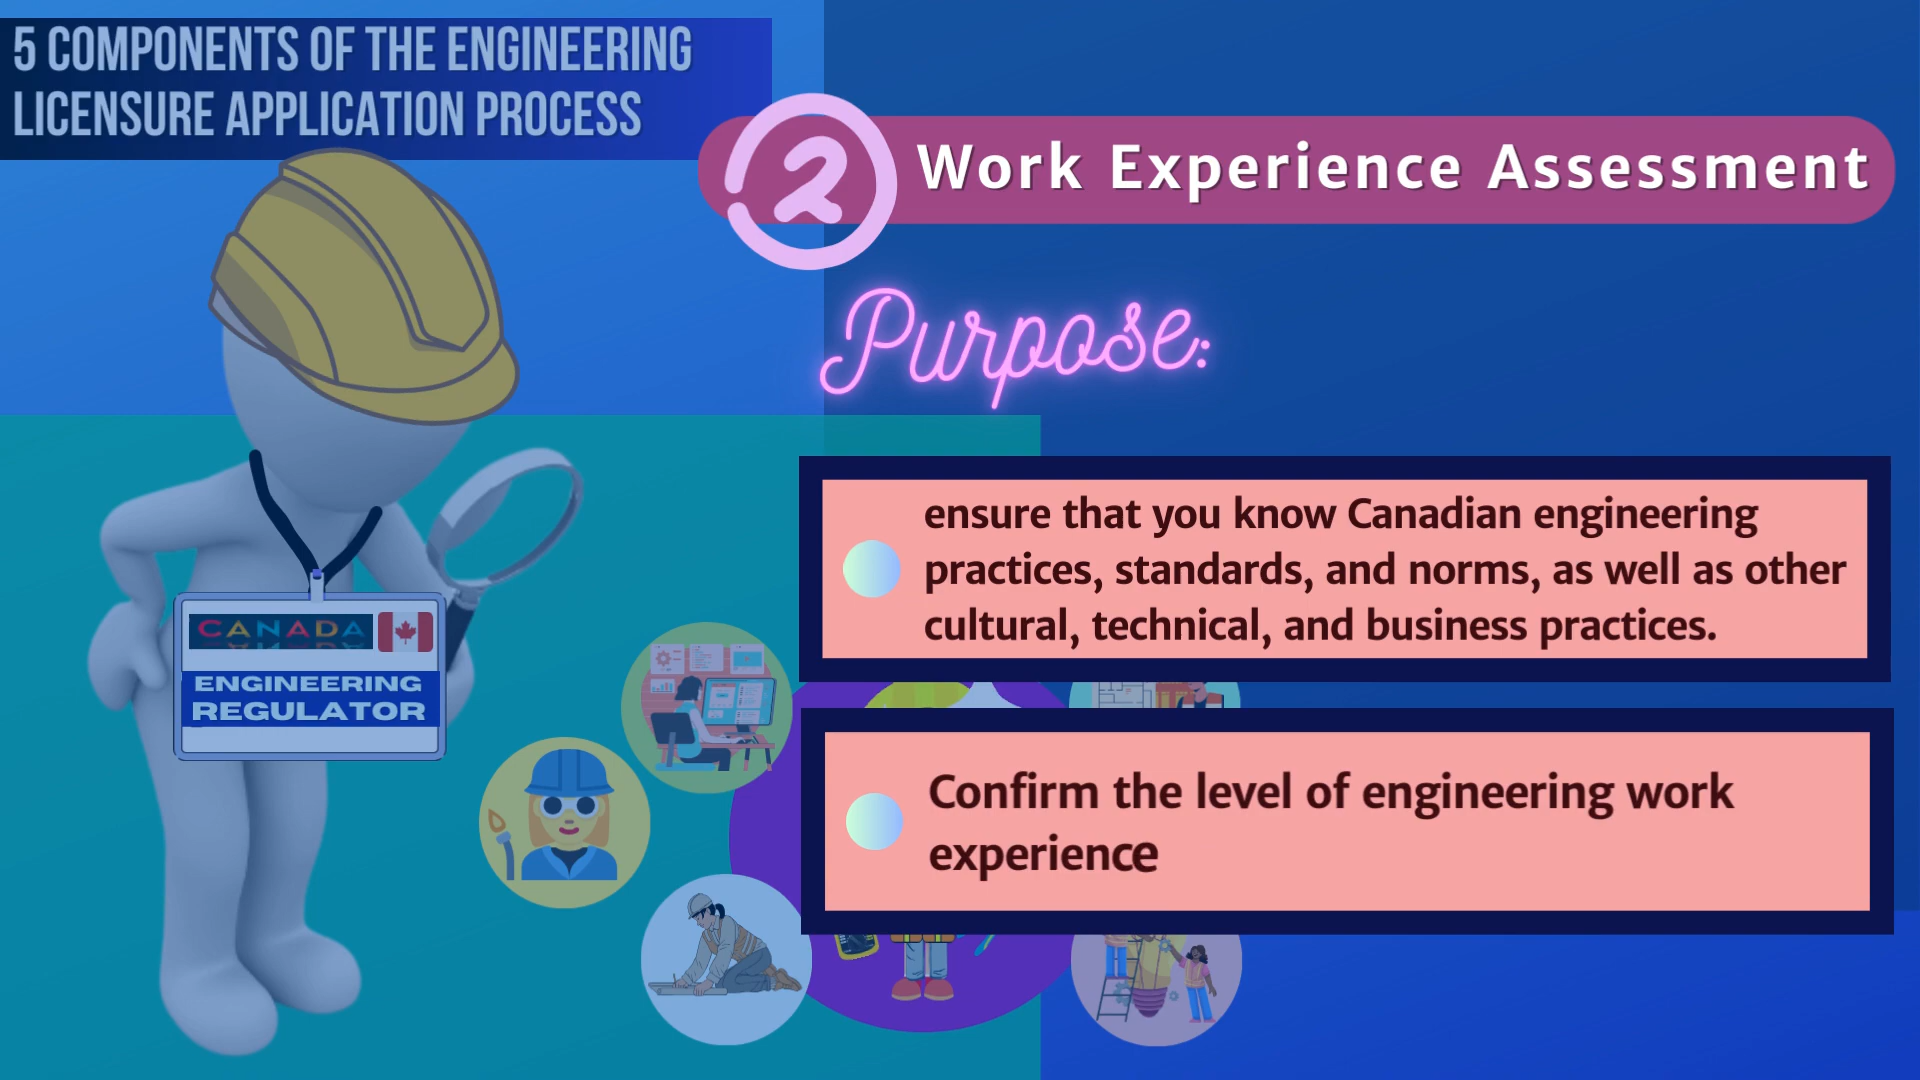 5 COMPONENTS OF THE ENGINEERING
LICENSURE APPLICATION PROCESS
2
Work Experience Assessment
Purpose:
ensure that you know Canadian engineering
practices, standards, and norms, as well as other
cultural, technical, and business practices.
CANADA
ENGINEERING
REGULATOR
Confirm the level of engineering work
experience